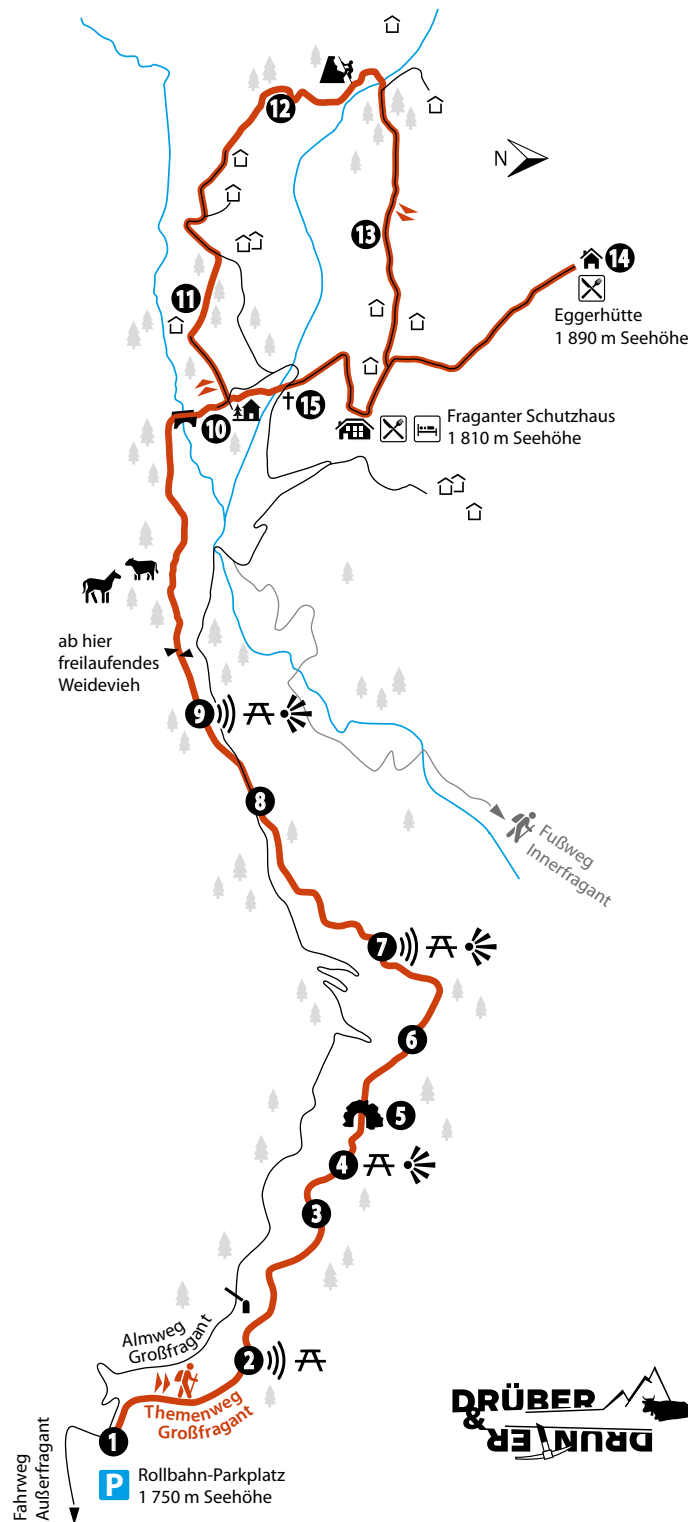 12
N
13
14
Eggerhütte
1 890 m Seehöhe
11
15
10
Fraganter Schutzhaus
1 810 m Seehöhe
ab hier
freilaufendes
Weidevieh
9
8
Fußweg
Innerfragant
7
6
5
4
3
Almweg
Großfragant
2
Themenweg
Großfragant
1
DRÜBER
&
DRUNTER
Fahrweg
Außerfragant
P
Rollbahn-Parkplatz
1 750 m Seehöhe